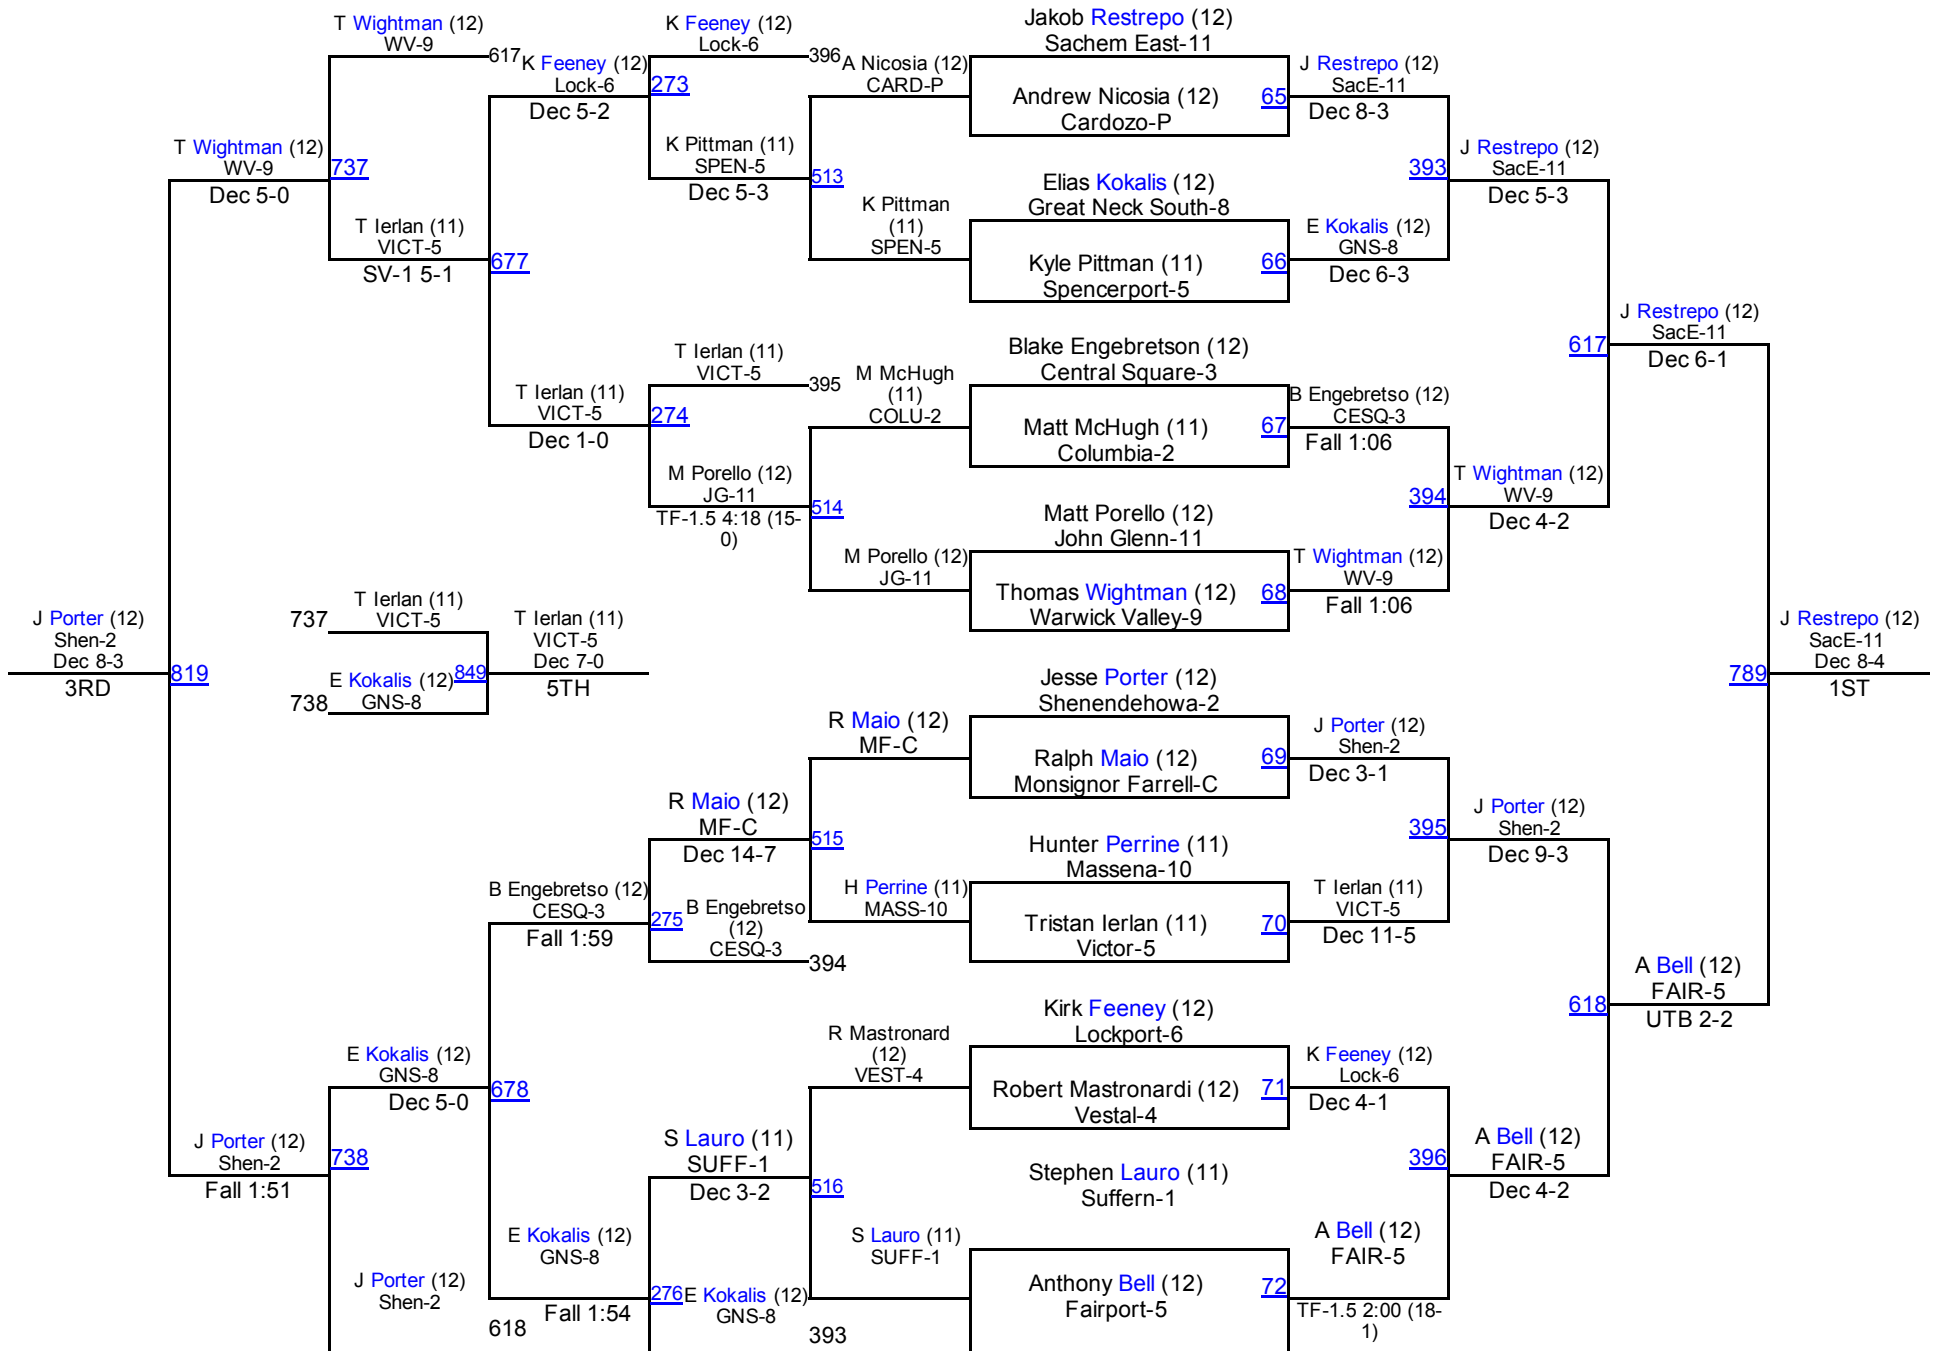 T Wightman (12)
WV-9
617
K Feeney (12)
Lock-6
Dec 5-2
K Feeney (12)
Lock-6
396
273
A Nicosia (12)
CARD-P
Jakob Restrepo (12)
Sachem East-11
Andrew Nicosia (12)
Cardozo-P
65
J Restrepo (12)
SacE-11
Dec 8-3
T Wightman (12)
WV-9
Dec 5-0
737
K Pittman (11)
SPEN-5
Dec 5-3
513
K Pittman
(11)
SPEN-5
Elias Kokalis (12)
Great Neck South-8
Kyle Pittman (11)
Spencerport-5
66
E Kokalis (12)
GNS-8
Dec 6-3
393
J Restrepo (12)
SacE-11
Dec 5-3
T Ierlan (11)
VICT-5
SV-1 5-1
677
T Ierlan (11)
VICT-5
Dec 1-0
T Ierlan (11)
VICT-5
395
274
M McHugh
(11)
COLU-2
Blake Engebretson (12)
Central Square-3
Matt McHugh (11)
Columbia-2
67
B Engebretso (12)
CESQ-3
Fall 1:06
617
J Restrepo (12)
SacE-11
Dec 6-1
M Porello (12)
JG-11
TF-1.5 4:18 (15-
0)
514
M Porello (12)
JG-11
Matt Porello (12)
John Glenn-11
Thomas Wightman (12)
Warwick Valley-9
68
T Wightman (12)
WV-9
Fall 1:06
394
T Wightman (12)
WV-9
Dec 4-2
J Porter (12)
Shen-2
Dec 8-3
3RD
819
737
T Ierlan (11)
VICT-5
738
E Kokalis (12)
GNS-8
849
T Ierlan (11)
VICT-5
Dec 7-0
5TH
789
J Restrepo (12)
SacE-11
Dec 8-4
1ST
R Maio (12)
MF-C
Jesse Porter (12)
Shenendehowa-2
Ralph Maio (12)
Monsignor Farrell-C
69
J Porter (12)
Shen-2
Dec 3-1
R Maio (12)
MF-C
Dec 14-7
515
H Perrine (11)
MASS-10
Hunter Perrine (11)
Massena-10
Tristan Ierlan (11)
Victor-5
70
T Ierlan (11)
VICT-5
Dec 11-5
395
J Porter (12)
Shen-2
Dec 9-3
B Engebretso (12)
CESQ-3
Fall 1:59
275
B Engebretso
(12)
CESQ-3
394
618
A Bell (12)
FAIR-5
UTB 2-2
E Kokalis (12)
GNS-8
Dec 5-0
678
R Mastronard
(12)
VEST-4
Kirk Feeney (12)
Lockport-6
Robert Mastronardi (12)
Vestal-4
71
K Feeney (12)
Lock-6
Dec 4-1
J Porter (12)
Shen-2
Fall 1:51
738
S Lauro (11)
SUFF-1
Dec 3-2
516
S Lauro (11)
SUFF-1
Stephen Lauro (11)
Suffern-1
Anthony Bell (12)
Fairport-5
72
A Bell (12)
FAIR-5
TF-1.5 2:00 (18-
1)
396
A Bell (12)
FAIR-5
Dec 4-2
J Porter (12)
Shen-2
618
E Kokalis (12)
GNS-8
Fall 1:54
276
E Kokalis (12)
GNS-8
393